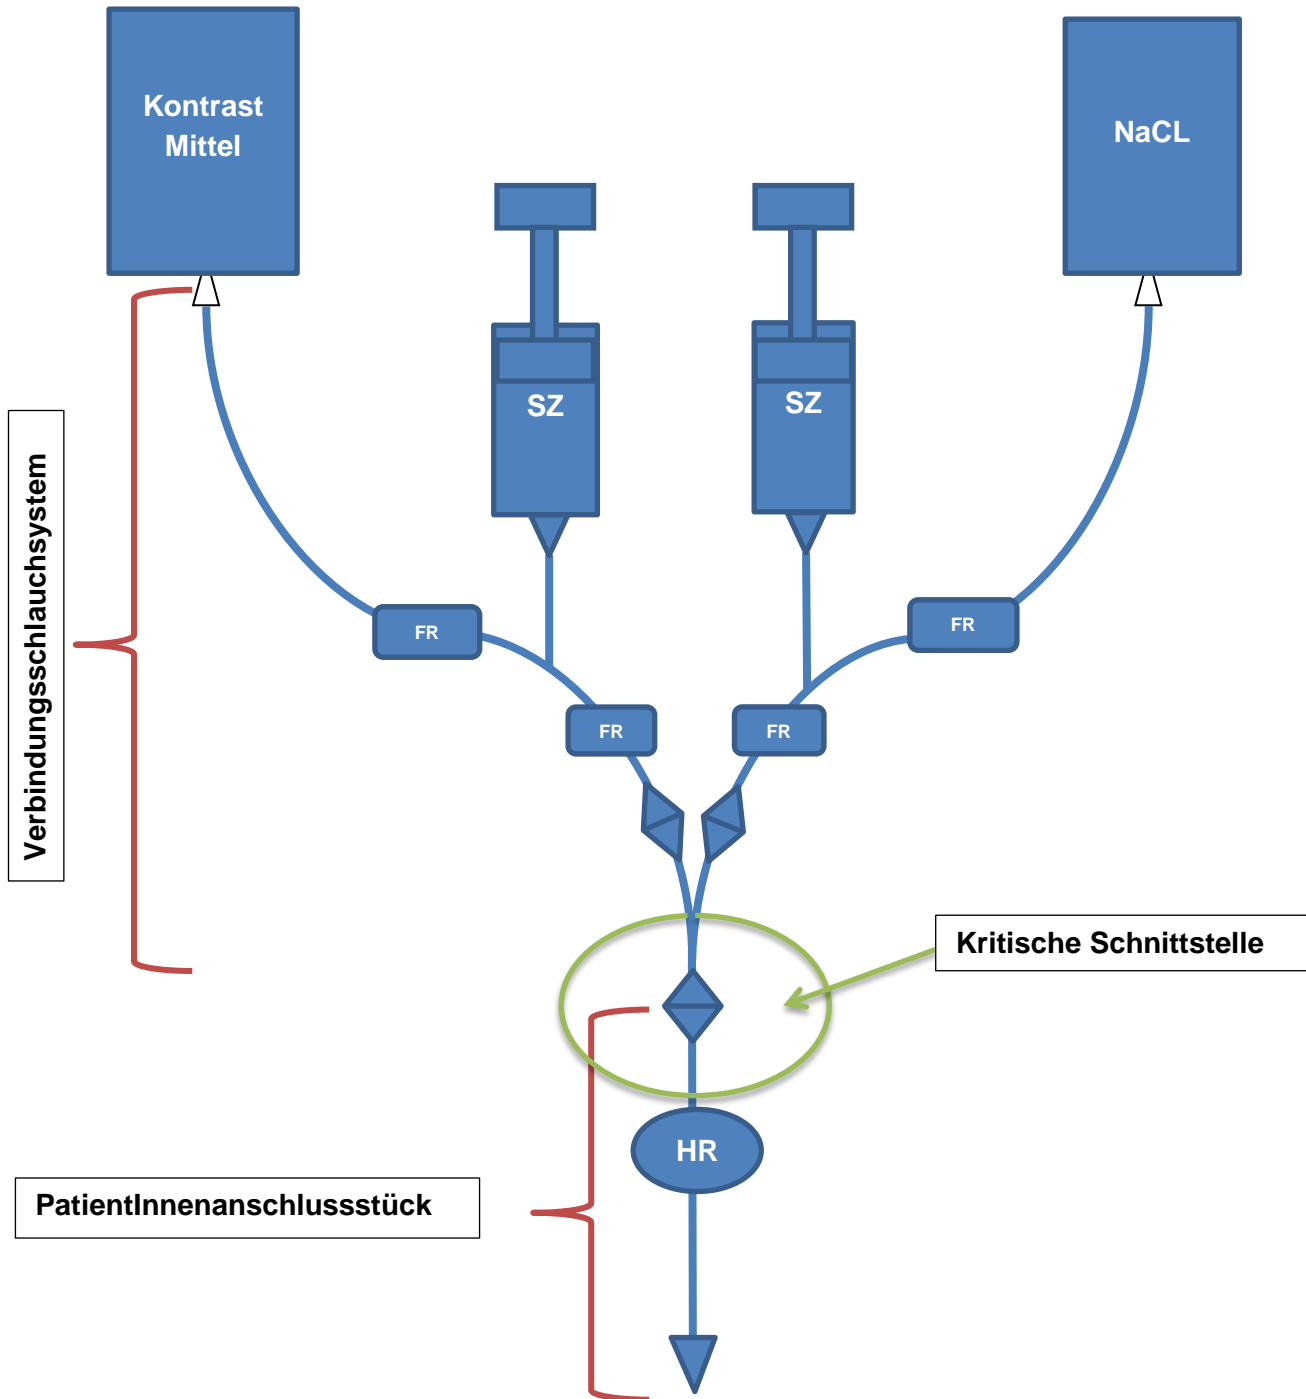 Kontrast
Mittel
NaCL
SZ
SZ
Verbindungsschlauchsystem
FR
FR
FR
FR
Kritische Schnittstelle
HR
PatientInnenanschlussstück